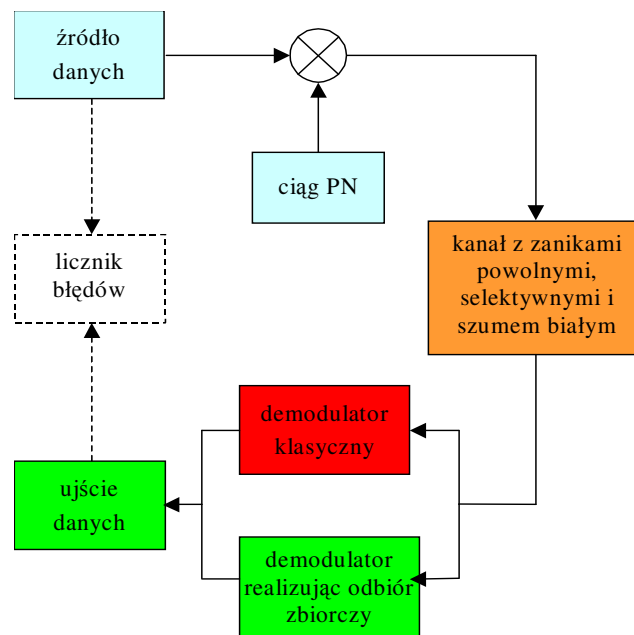 źródło
danych
ciąg PN
licznik
błędów
kanał z zanikami
powolnymi,
selektywnymi i
szumem białym
demodulator
klasyczny
ujście
danych
demodulator
realizując odbiór
zbiorczy